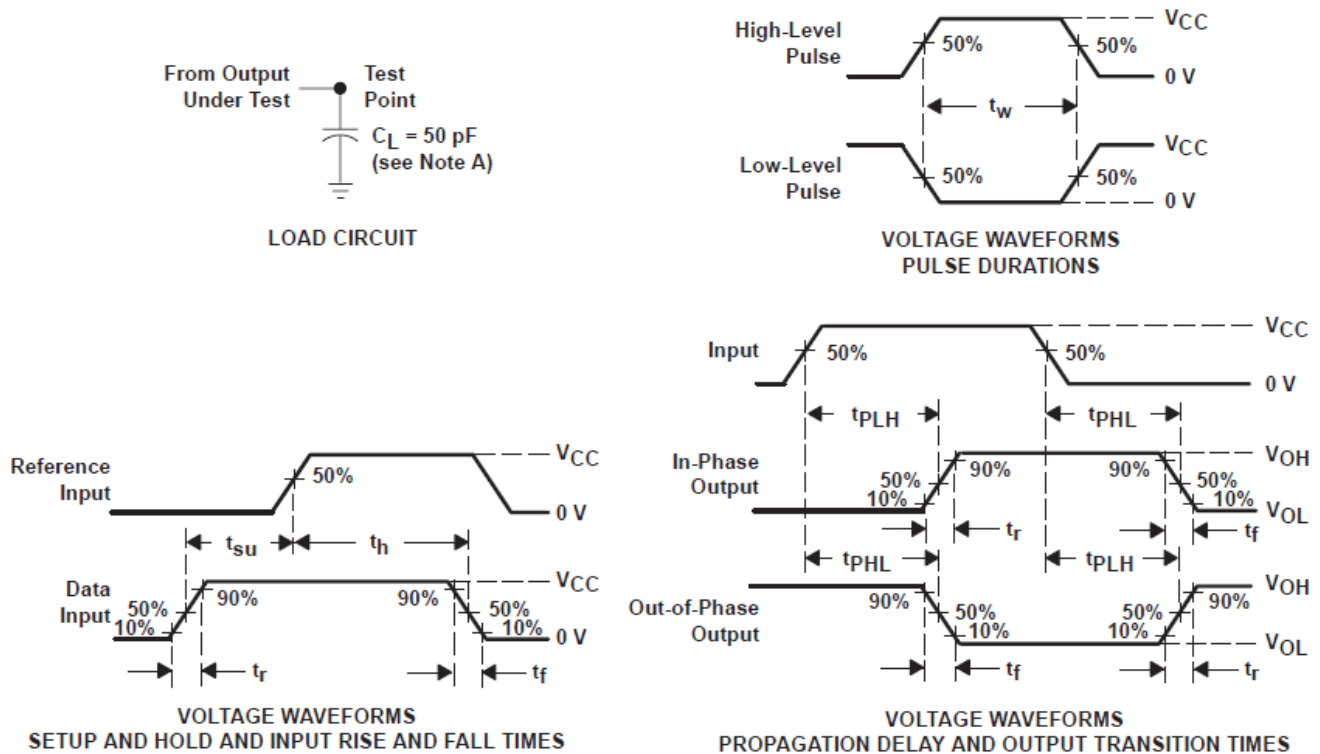 From Output
Under Test
Test
Point
CL = 50 pF
(see Note A)
LOAD CIRCUIT
High-Level
Pulse
50%
50%
VCC
0 V
tw
Low-Level
Pulse
50%
50%
VCC
0 V
VOLTAGE WAVEFORMS
PULSE DURATIONS
Reference
Input
50%
VCC
0 V
tsu
th
Data
Input
50%
10%
90%
90%
VCC
50%
10%
0 V
tr
tf
VOLTAGE WAVEFORMS
SETUP AND HOLD AND INPUT RISE AND FALL TIMES
Input
50%
50%
VCC
0 V
tPLH
tPHL
In-Phase
Output
50%
10%
90%
90%
VOH
50%
10%
VOL
tr
tf
tPHL
tPLH
Out-of-Phase
Output
90%
50%
10%
50%
10%
VOH
90%
VOL
tf
tr
VOLTAGE WAVEFORMS
PROPAGATION DELAY AND OUTPUT TRANSITION TIMES